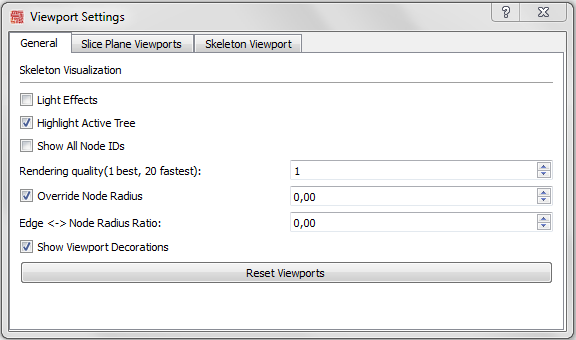 Viewport Settings
General Slice Plane Viewports Skeleton Viewport
Skeleton Visualization
Light Effects
Highlight Active Tree
Show All Node IDs
Rendering quality(1 best, 20 fastest): 1
Override Node Radius 0,00
Edge <-> Node Radius Ratio: 0,00
Show Viewport Decorations
Reset Viewports